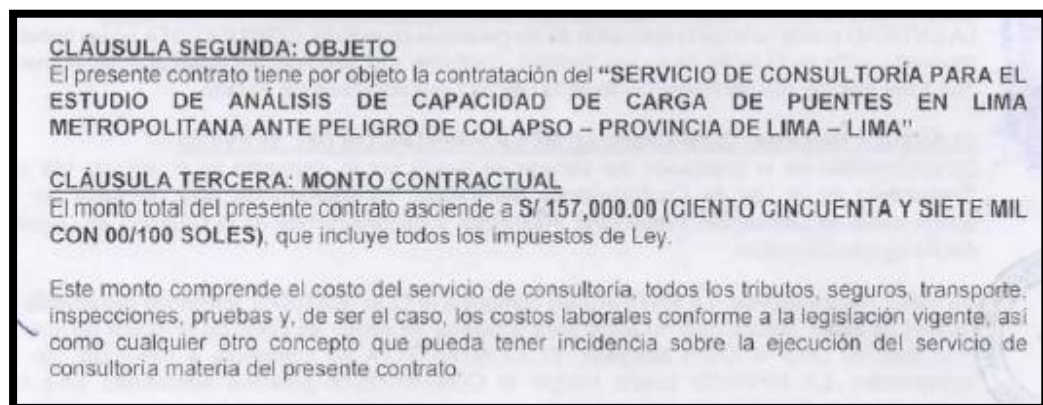 CLÁUSULA SEGUNDA: OBJETO
El presente contrato tiene por objeto la contratación del “SERVICIO DE CONSULTORÍA PARA EL
ESTUDIO DE ANÁLISIS DE CAPACIDAD DE CARGA DE PUENTES EN LIMA
METROPOLITANA ANTE PELIGRO DE COLAPSO – PROVINCIA DE LIMA – LIMA”.
CLÁUSULA TERCERA: MONTO CONTRACTUAL
El monto total del presente contrato asciende a S/ 157,000.00 (CIENTO CINCUENTA Y SIETE MIL
CON 00/100 SOLES), que incluye todos los impuestos de Ley.
Este monto comprende el costo del servicio de consultoría, todos los tributos, seguros, transporte,
inspecciones, pruebas y, de ser el caso, los costos laborales conforme a la legislación vigente, así
como cualquier otro concepto que pueda tener incidencia sobre la ejecución del servicio de
consultoría materia del presente contrato.